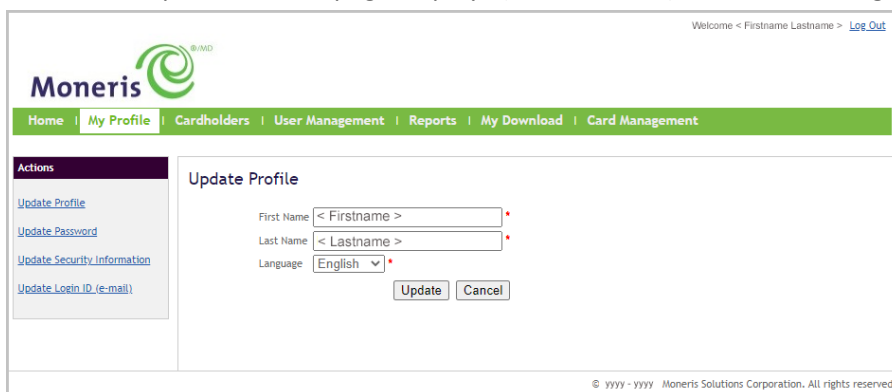 Welcome < Firstname Lastname > Log Out
®/MD
Moneris
Home | My Profile | Cardholders | User Management | Reports | My Download | Card Management
Actions
Update Profile
Update Password
Update Security Information
Update Login ID (e-mail)
Update Profile
First Name < Firstname > *
Last Name < Lastname > *
Language English *
Update Cancel
© yyyy - yyyy Moneris Solutions Corporation. All rights reserved